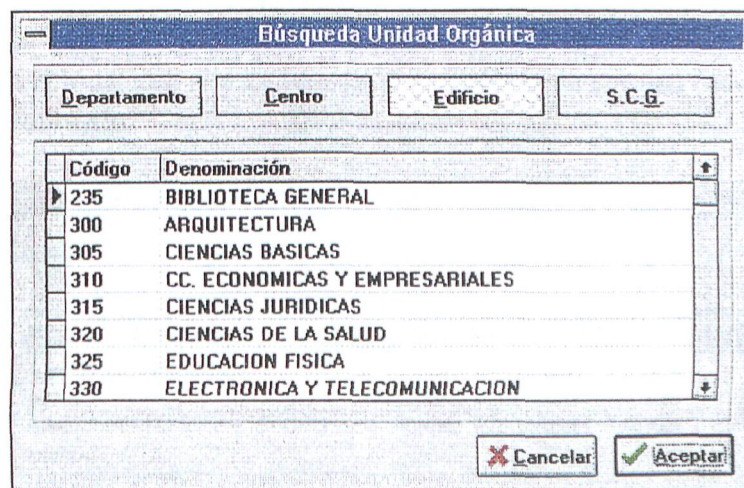 Búsqueda Unidad Orgánica
Departamento Centro Edificio S.C.G.
Código Denominación
235 BIBLIOTECA GENERAL
300 ARQUITECTURA
305 CIENCIAS BASICAS
310 CC. ECONOMICAS Y EMPRESARIALES
315 CIENCIAS JURIDICAS
320 CIENCIAS DE LA SALUD
325 EDUCACION FISICA
330 ELECTRONICA Y TELECOMUNICACION
Cancelar Aceptar